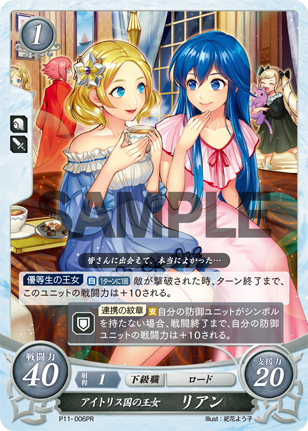 1
SAMPLE
皆さんに出会えて、本当によかった…
優等生の王女 自 1ターンに1回 敵が撃破された時、ターン終了まで、
このユニットの戦闘力は+10される。
連携の紋章 支 自分の防御ユニットがシンボル
を持たない場合、戦闘終了まで、自分の防御
ユニットの戦闘力は+20される。
戦闘力 40
射程 1 下級職 ロード
支援力 20
アイトリス国の王女 リアン
P11-006PR Illust：紀花よう子